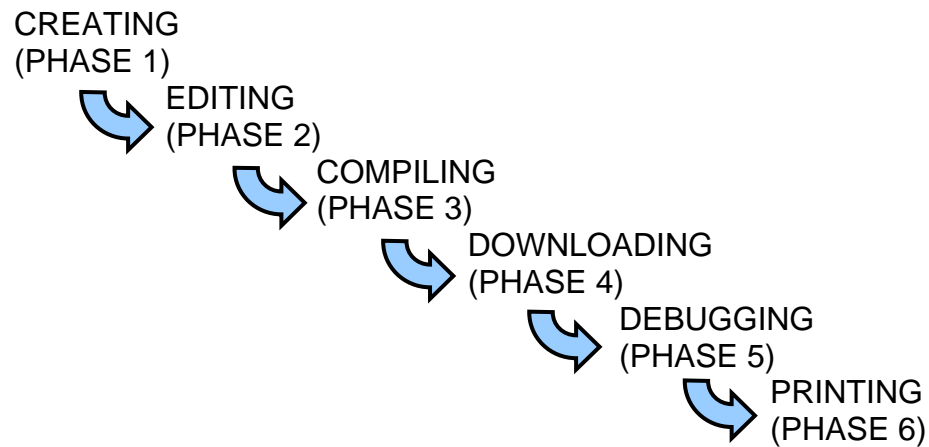 CREATING
(PHASE 1)
EDITING
(PHASE 2)
COMPILING
(PHASE 3)
DOWNLOADING
(PHASE 4)
DEBUGGING
(PHASE 5)
PRINTING
(PHASE 6)